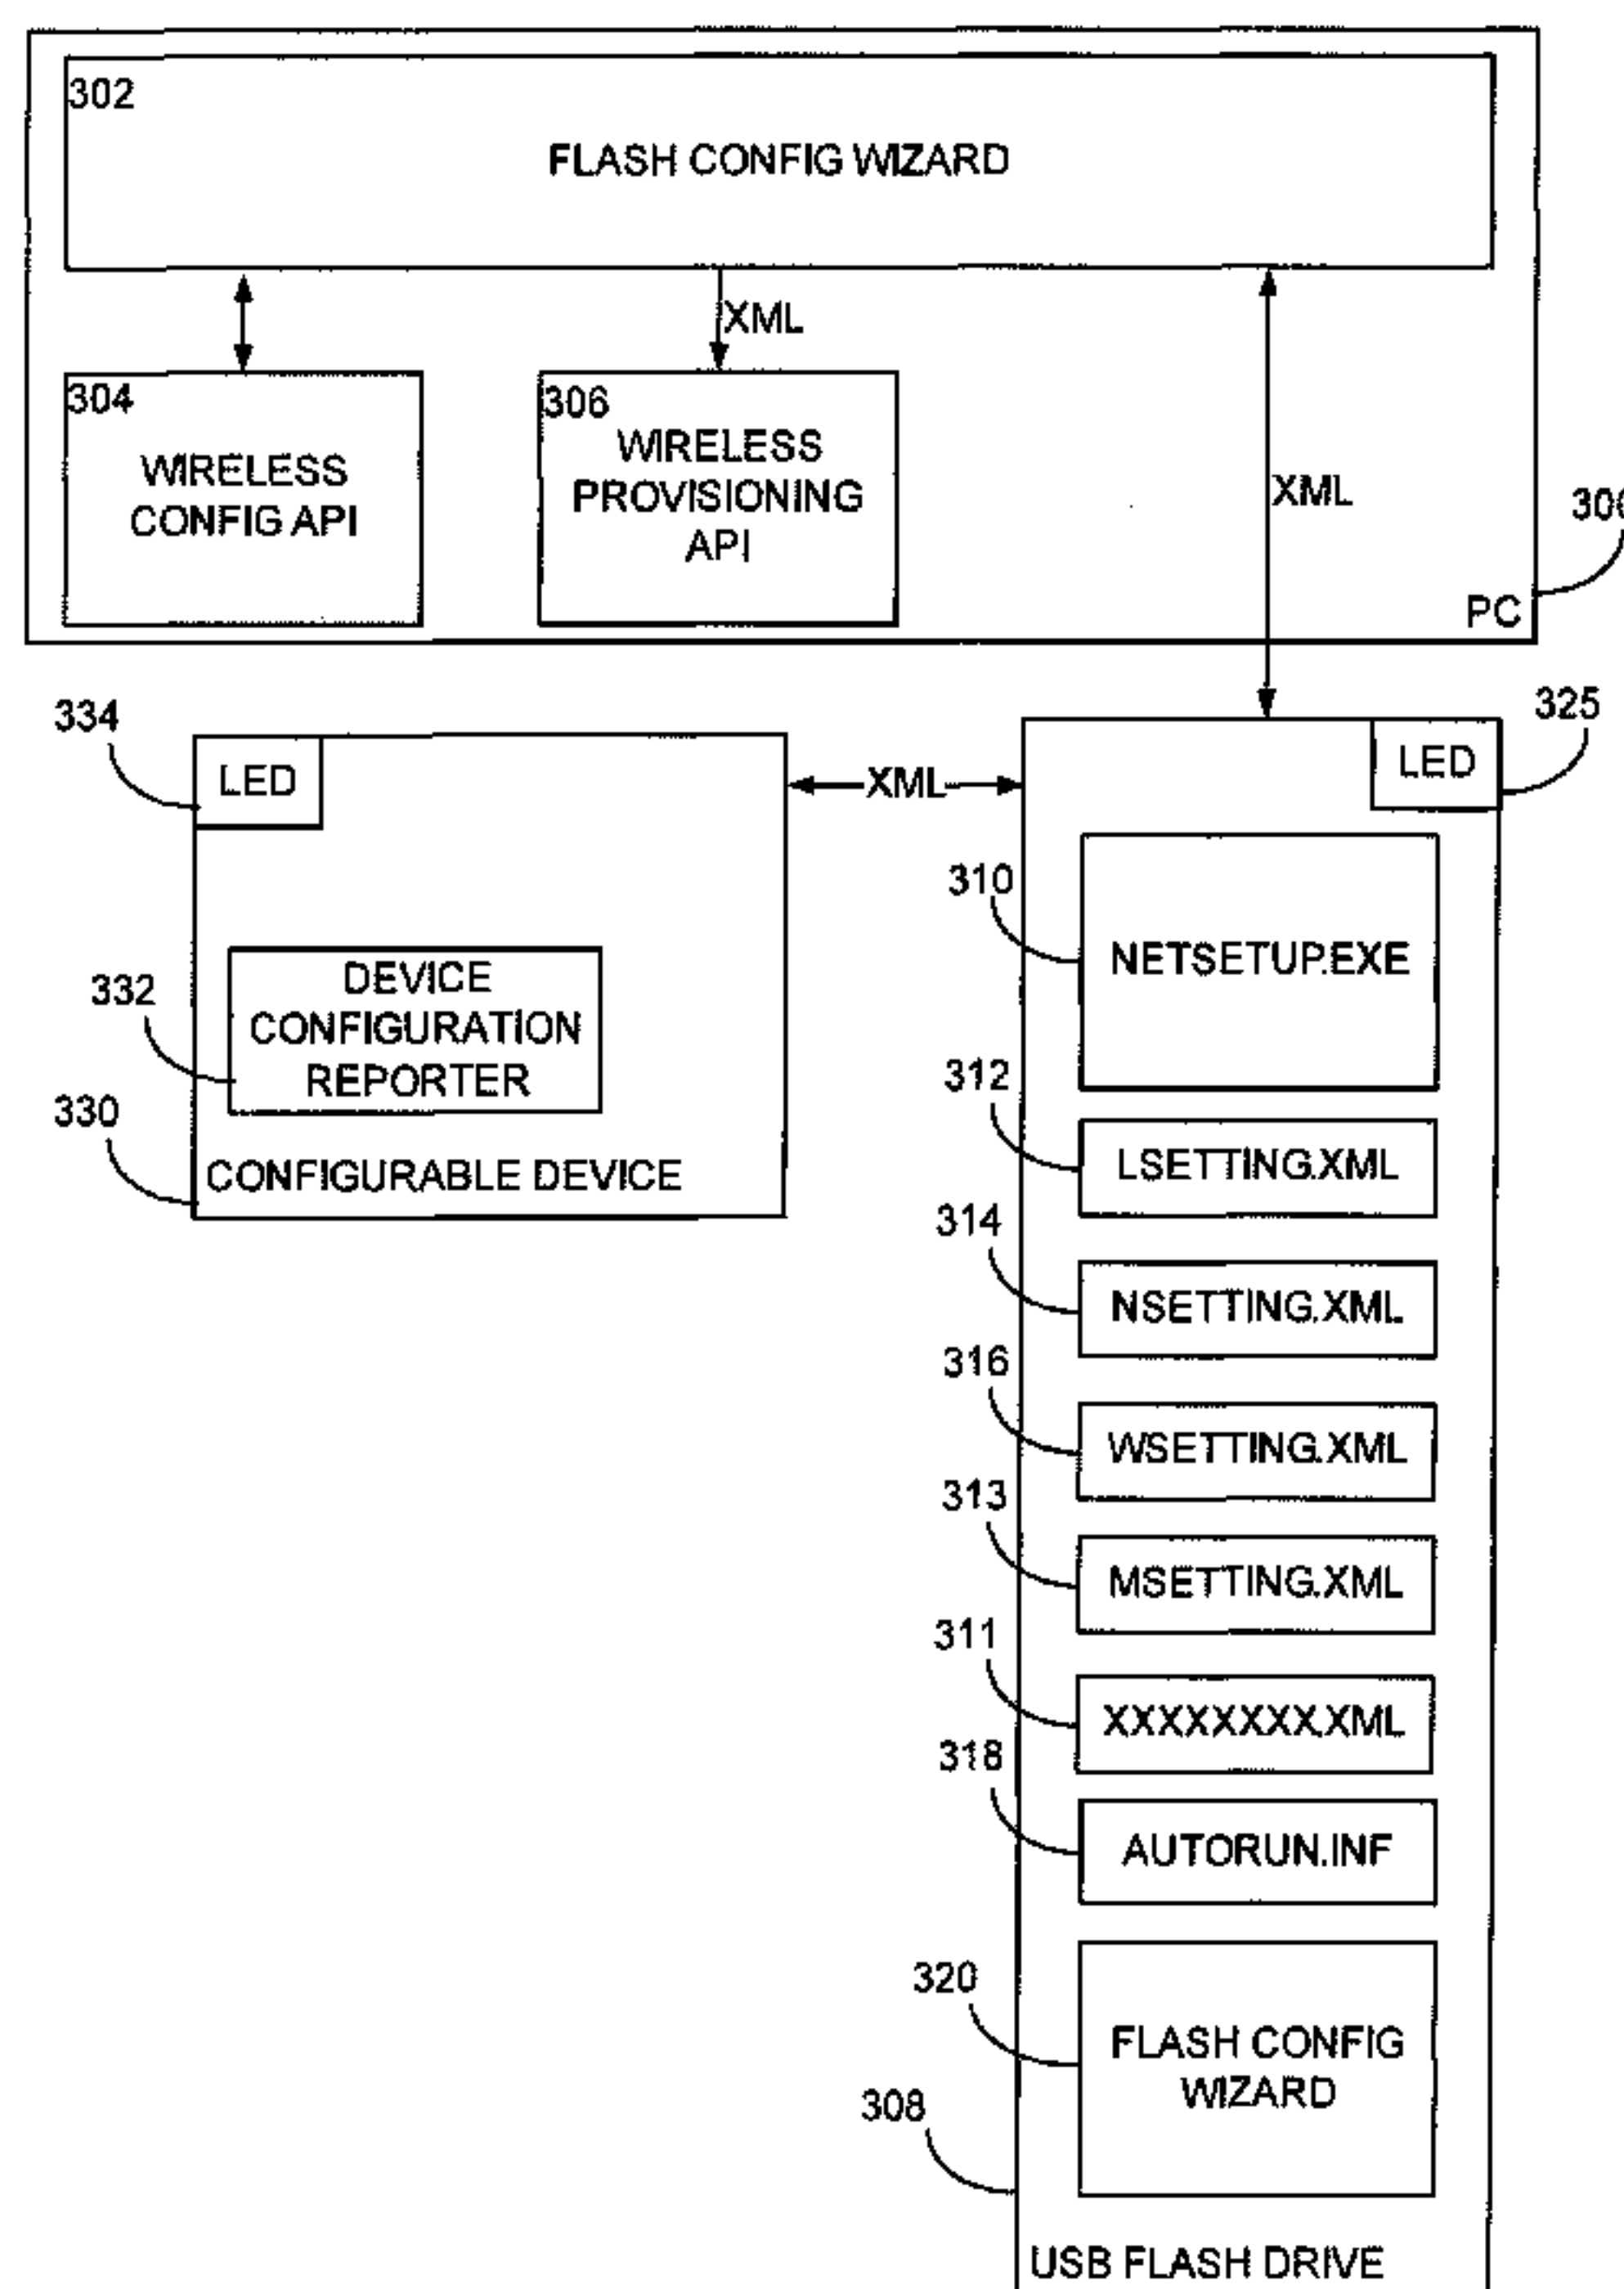 302
FLASH CONFIG WIZARD
XML
304
WIRELESS
CONFIG API
306
WIRELESS
PROVISIONING
API
XML
300
PC
334
LED
XML
325
LED
310
NETSETUP.EXE
332
DEVICE
CONFIGURATION
REPORTER
312
LSETTING.XML
330
CONFIGURABLE DEVICE
314
NSETTING.XML
316
WSETTING.XML
313
MSETTING.XML
311
XXXXXXXX.XML
318
AUTORUN.INF
320
FLASH CONFIG
WIZARD
308
USB FLASH DRIVE